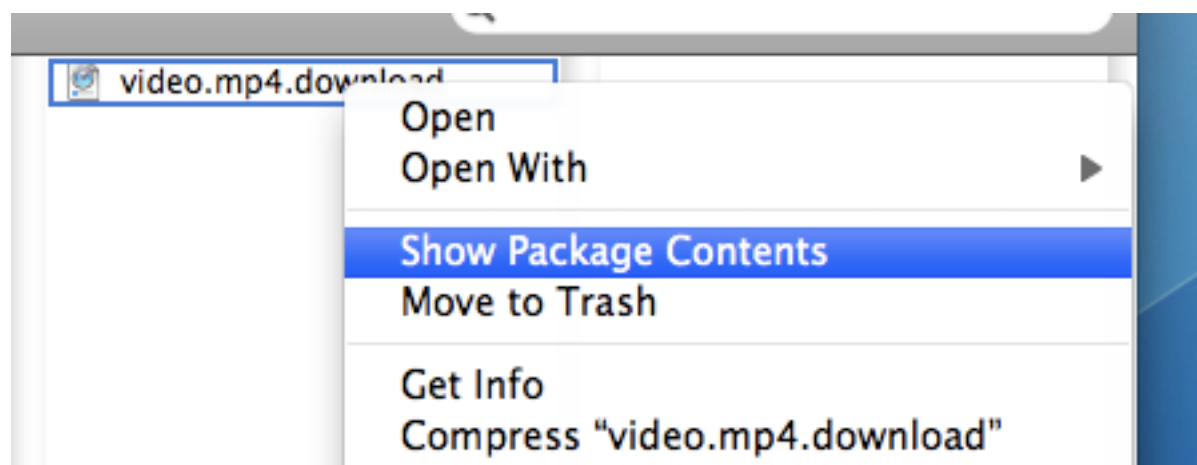 video.mp4.download
Open
Open With
Show Package Contents
Move to Trash
Get Info
Compress “video.mp4.download”